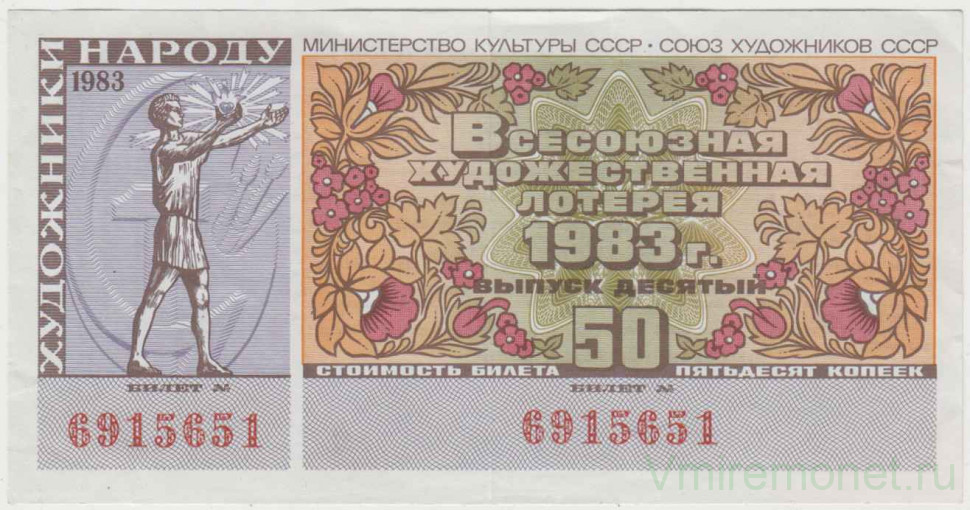 ХУДОЖНИКИ
НАРОДУ
1983
БИЛЕТ №
6915651
МИНИСТЕРСТВО КУЛЬТУРЫ СССР · СОЮЗ ХУДОЖНИКОВ СССР
ВСЕСОЮЗНАЯ
ХУДОЖЕСТВЕННАЯ
ЛОТЕРЕЯ
1983 г.
ВЫПУСК ДЕСЯТЫЙ
50
СТОИМОСТЬ БИЛЕТА ПЯТЬДЕСЯТ КОПЕЕК
БИЛЕТ №
6915651
Vmiremonet.ru